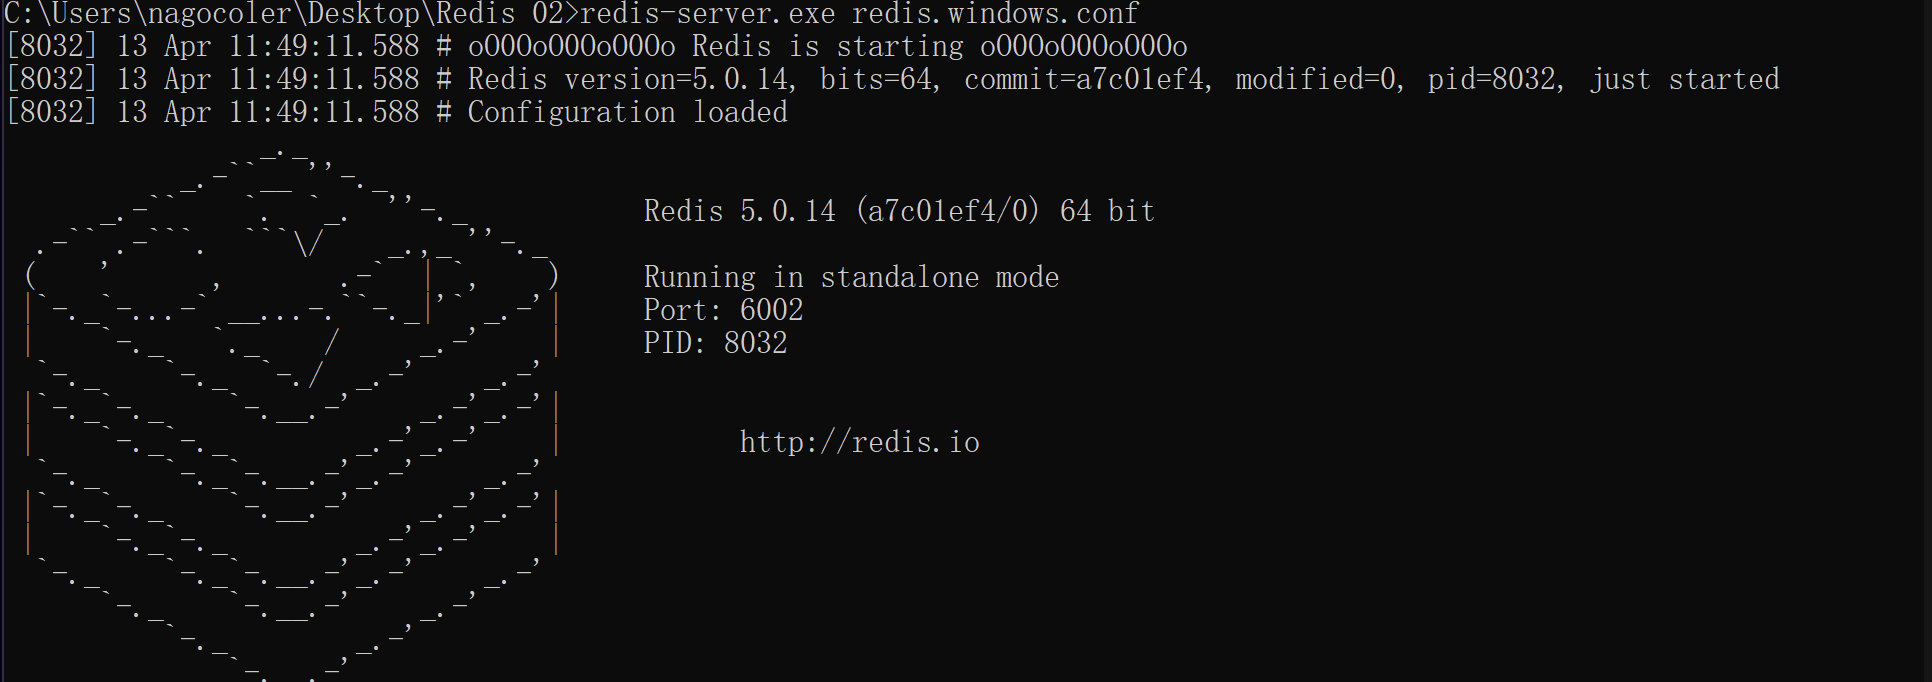 C:\Users\nagocoler\Desktop\Redis 02>redis-server.exe redis.windows.conf
[8032] 13 Apr 11:49:11.588 # oO0OoO0OoO0Oo Redis is starting oO0OoO0OoO0Oo
[8032] 13 Apr 11:49:11.588 # Redis version=5.0.14, bits=64, commit=a7c01ef4, modified=0, pid=8032, just started
[8032] 13 Apr 11:49:11.588 # Configuration loaded
Redis 5.0.14 (a7c01ef4/0) 64 bit
Running in standalone mode
Port: 6002
PID: 8032
http://redis.io